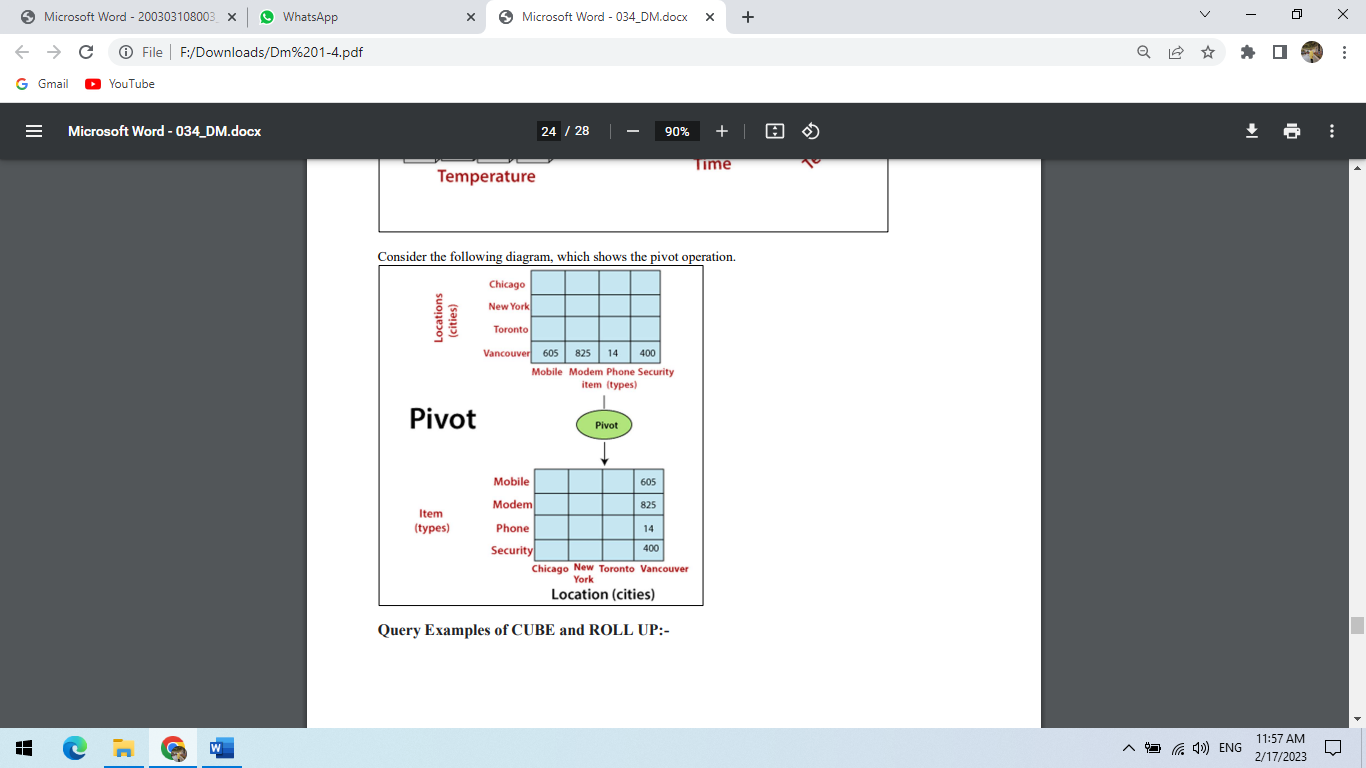 Microsoft Word - 200303108003_
WhatsApp
Microsoft Word - 034_DM.docx
File F:/Downloads/Dm%201-4.pdf
Gmail YouTube
Microsoft Word - 034_DM.docx 24 / 28 90%
Temperature Time
Consider the following diagram, which shows the pivot operation.
Locations
(cities)
Chicago
New York
Toronto
Vancouver 605 825 14 400
Mobile Modem Phone Security
item (types)
Pivot
Pivot
Item
(types)
Mobile 605
Modem 825
Phone 14
Security 400
Chicago New York Toronto Vancouver
Location (cities)
Query Examples of CUBE and ROLL UP:-
ENG
11:57 AM
2/17/2023